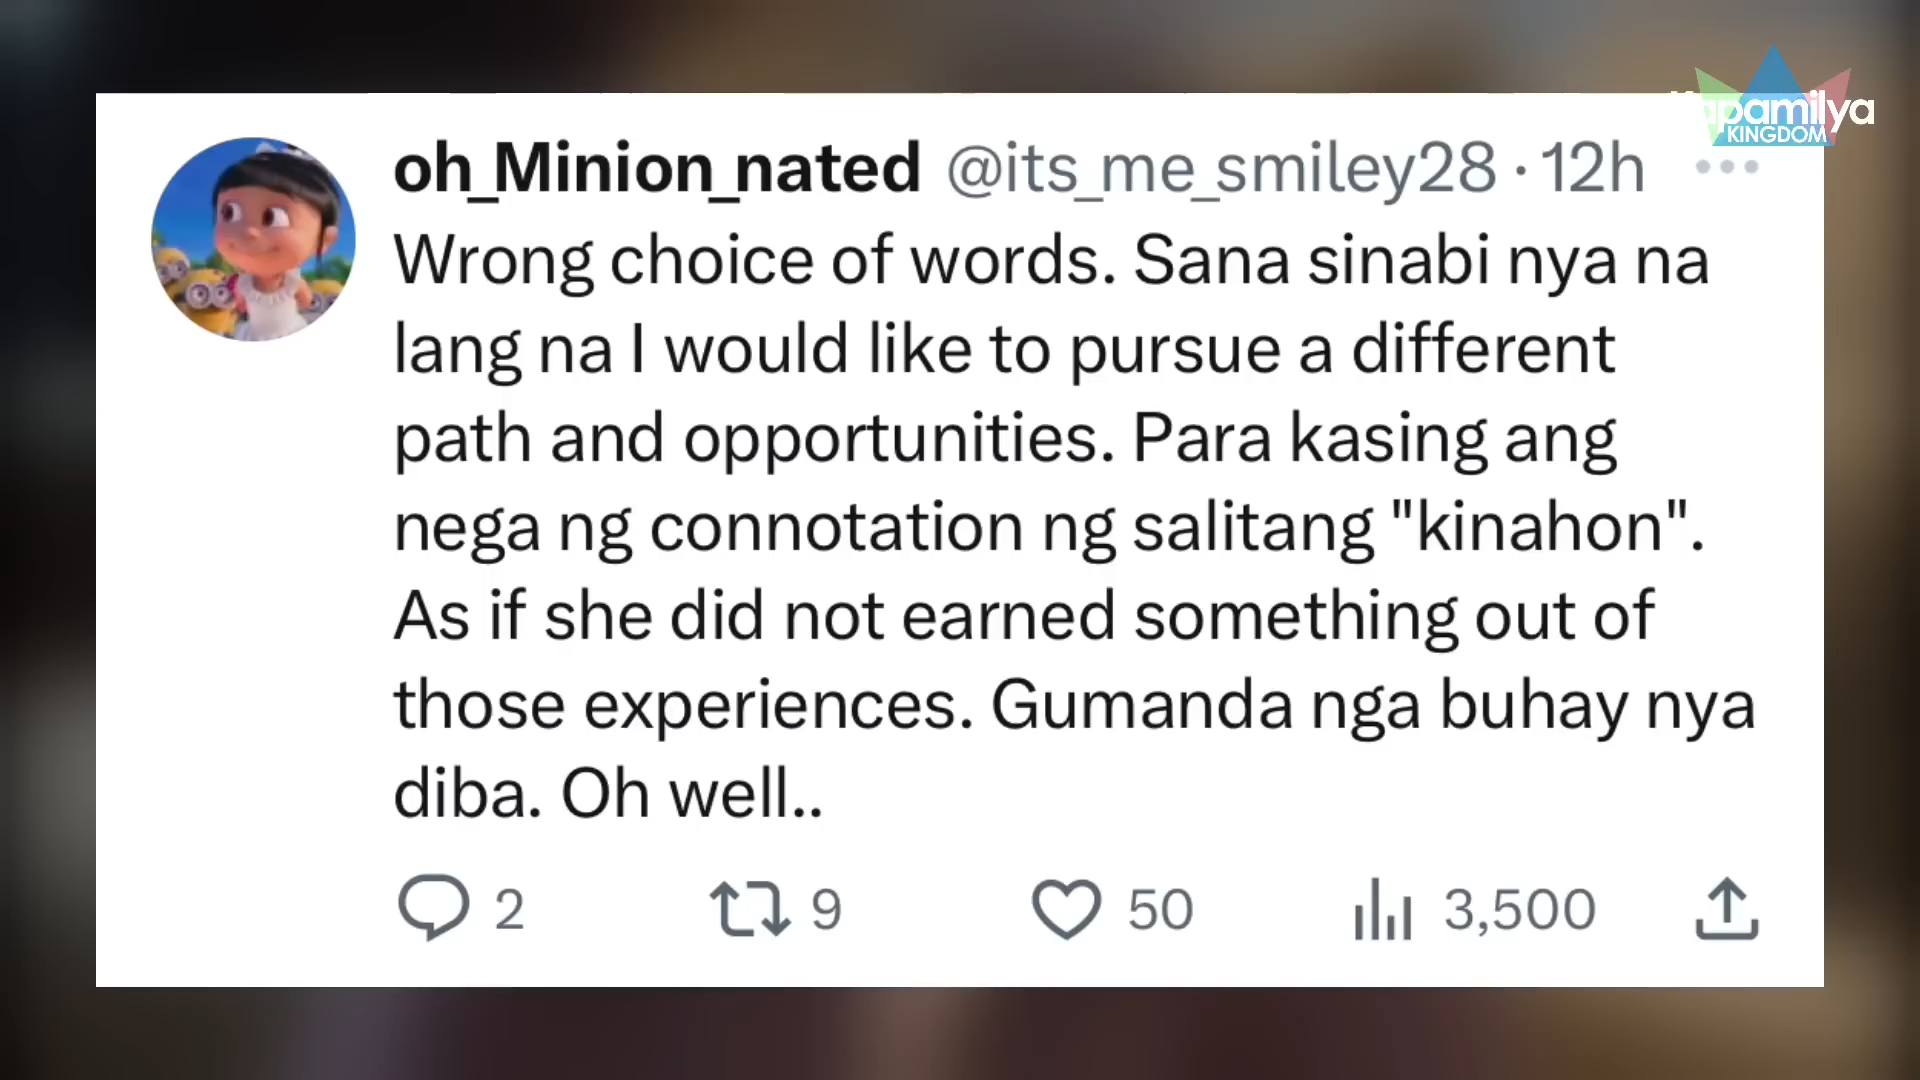 Kapamilya
KINGDOM
oh_Minion_nated @its_me_smiley28 · 12h
Wrong choice of words. Sana sinabi nya na
lang na I would like to pursue a different
path and opportunities. Para kasing ang
nega ng connotation ng salitang "kinahon".
As if she did not earned something out of
those experiences. Gumanda nga buhay nya
diba. Oh well..
2 9 50 3,500